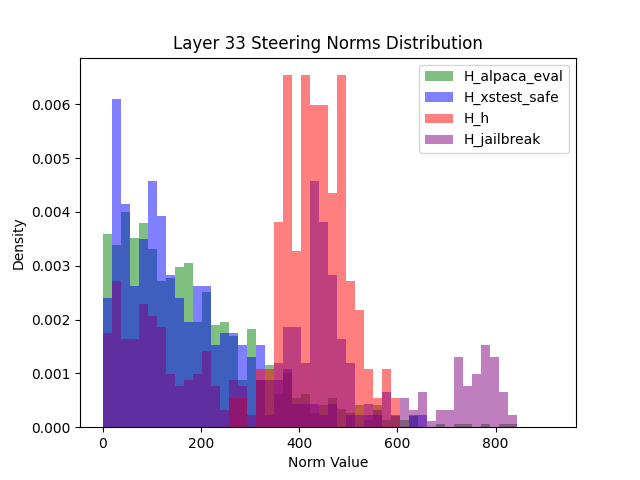 Layer 33 Steering Norms Distribution
H_alpaca_eval
H_xstest_safe
H_h
H_jailbreak
0.006
0.005
0.004
0.003
0.002
0.001
0.000
Density
0 200 400 600 800
Norm Value